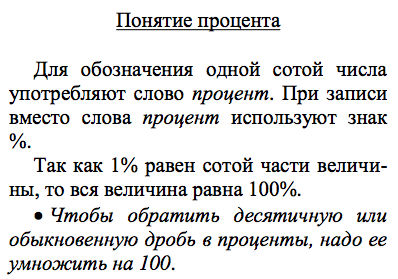 Понятие процента
Для обозначения одной сотой числа
употребляют слово процент. При записи
вместо слова процент используют знак
%.
Так как 1% равен сотой части величи-
ны, то вся величина равна 100%.
• Чтобы обратить десятичную или
обыкновенную дробь в проценты, надо ее
умножить на 100.